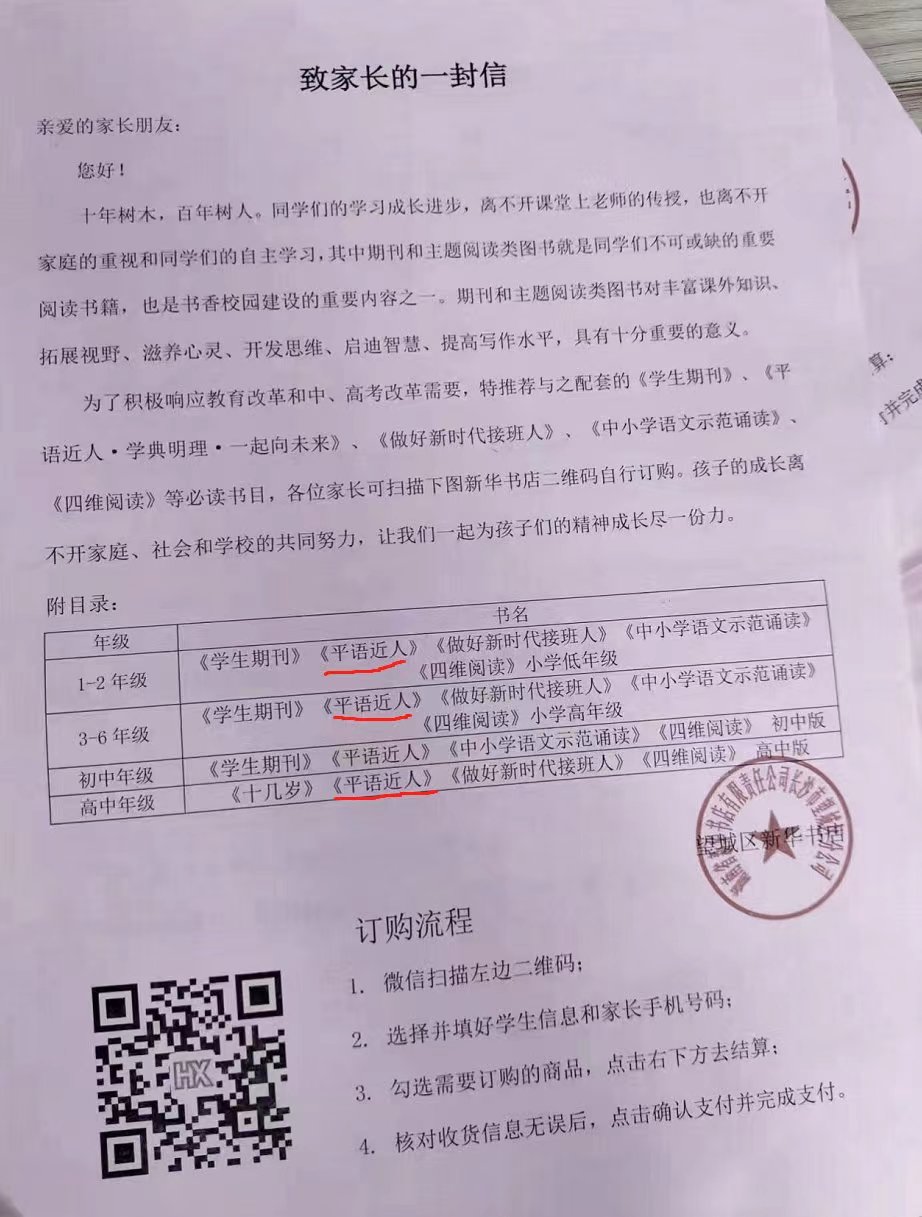 致家长的一封信
亲爱的家长朋友：
您好！
十年树木，百年树人。同学们的学习成长进步，离不开课堂上老师的传授，也离不开
家庭的重视和同学们的自主学习，其中期刊和主题阅读类图书就是同学们不可或缺的重要
阅读书籍，也是书香校园建设的重要内容之一。期刊和主题阅读类图书对丰富课外知识、
拓展视野、滋养心灵、开发思维、启迪智慧、提高写作水平，具有十分重要的意义。
为了积极响应教育改革和中、高考改革需要，特推荐与之配套的《学生期刊》、《平
语近人·学典明理·一起向未来》、《做好新时代接班人》、《中小学语文示范诵读》、
《四维阅读》等必读书目，各位家长可扫描下图新华书店二维码自行订购。孩子的成长离
不开家庭、社会和学校的共同努力，让我们一起为孩子们的精神成长尽一份力。
附目录：
年级 书名
1-2 年级 《学生期刊》《平语近人》《做好新时代接班人》《中小学语文示范诵读》
《四维阅读》小学低年级
3-6 年级 《学生期刊》《平语近人》《做好新时代接班人》《中小学语文示范诵读》
《四维阅读》小学高年级
初中年级 《学生期刊》《平语近人》《中小学语文示范诵读》《四维阅读》 初中版
高中年级 《十几岁》《平语近人》《做好新时代接班人》《四维阅读》 高中版
望城区新华书店
书店有限责任公司长沙市望城区分公司
订购流程
1. 微信扫描左边二维码；
2. 选择并填好学生信息和家长手机号码；
3. 勾选需要订购的商品，点击右下方去结算；
4. 核对收货信息无误后，点击确认支付并完成支付。
HX
算；
并完成